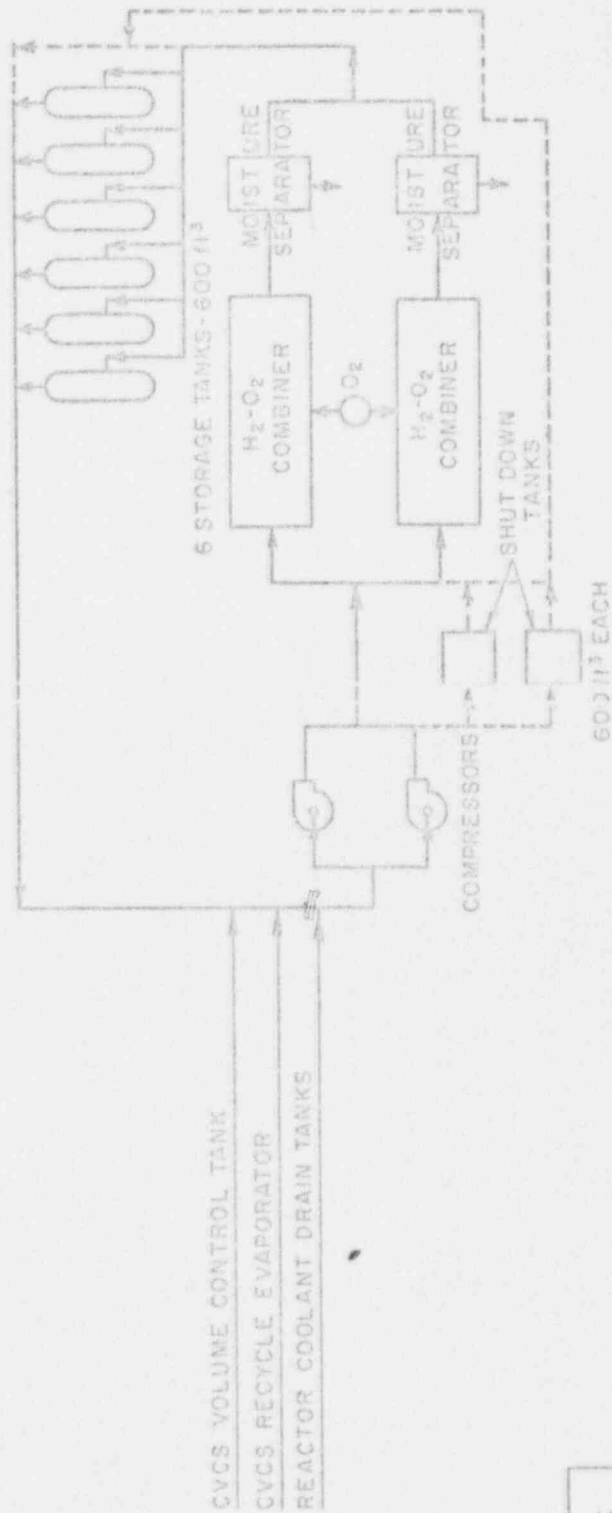 6 STORAGE TANKS-600 ft³
MOISTURE
SEPARATOR
H₂-O₂
COMBINER
O₂
H₂-O₂
COMBINER
MOISTURE
SEPARATOR
SHUT DOWN
TANKS
600 ft³ EACH
COMPRESSORS
CVCS VOLUME CONTROL TANK
CVCS RECYCLE EVAPORATOR
REACTOR COOLANT DRAIN TANKS